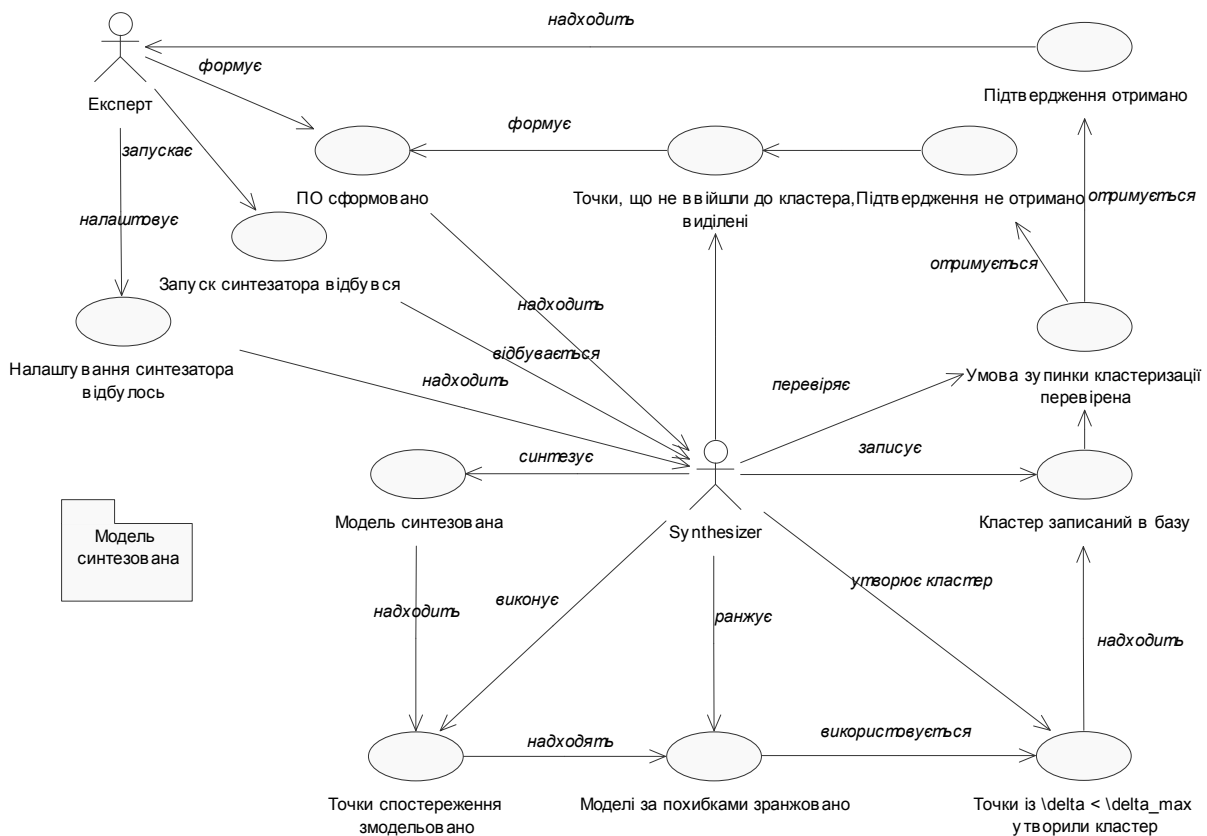 надходить
формує
Експерт
Підтвердження отримано
формує
запускає
ПО сформовано
Точки, що не ввійшли до кластера,
виділені
Підтвердження не отримано
отримується
налаштовує
отримується
Запуск синтезатора відбувся
надходить
відбувається
Налаштування синтезатора
відбулось
надходить
перевіряє
Умова зупинки кластеризації
перевірена
синтезує
записує
Модель синтезована
Synthesizer
Кластер записаний в базу
Модель
синтезована
утворює кластер
виконує
надходить
ранжує
надходить
надходять
використовується
Точки спостереження
змодельовано
Моделі за похибками зранжовано
Точки із \delta < \delta_max
утворили кластер